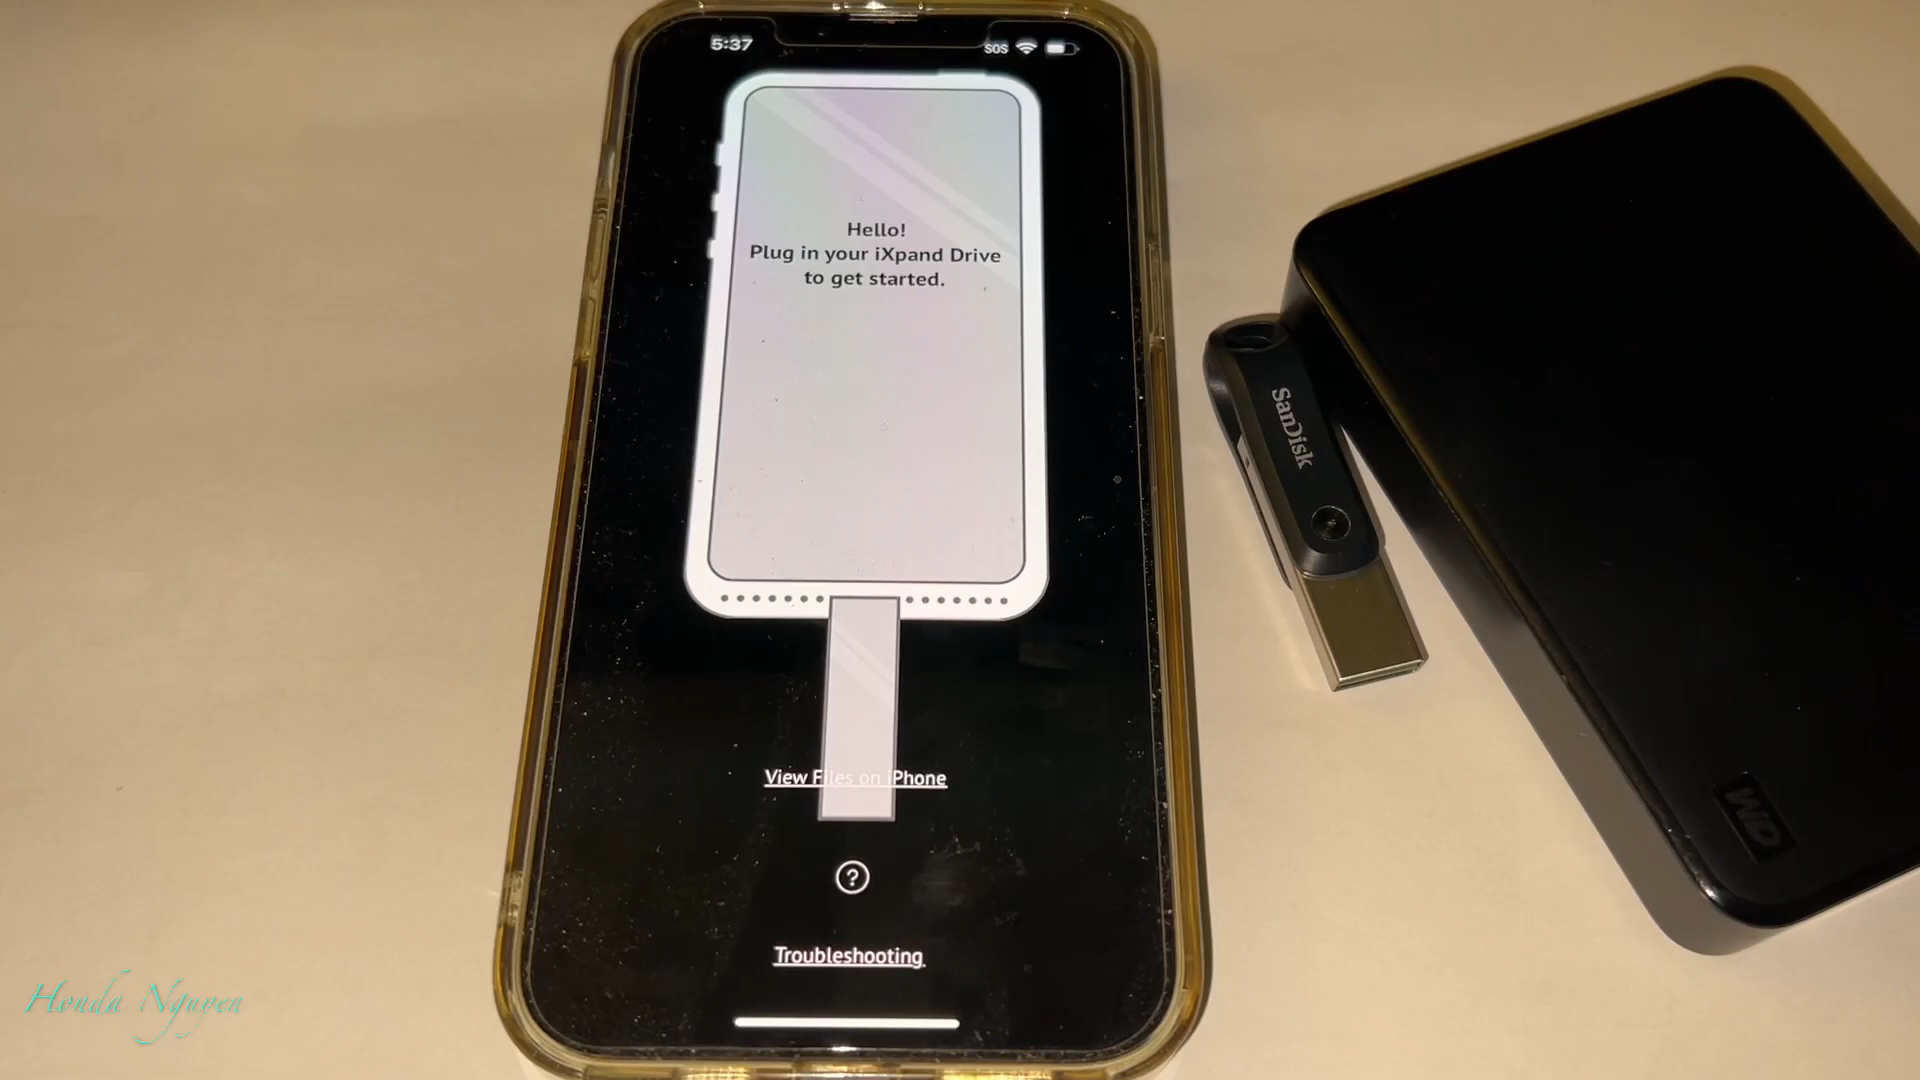 5:37
SOS
Hello!
Plug in your iXpand Drive
to get started.
SanDisk
View Files on iPhone
WD
?
Troubleshooting
Honda Nguyen